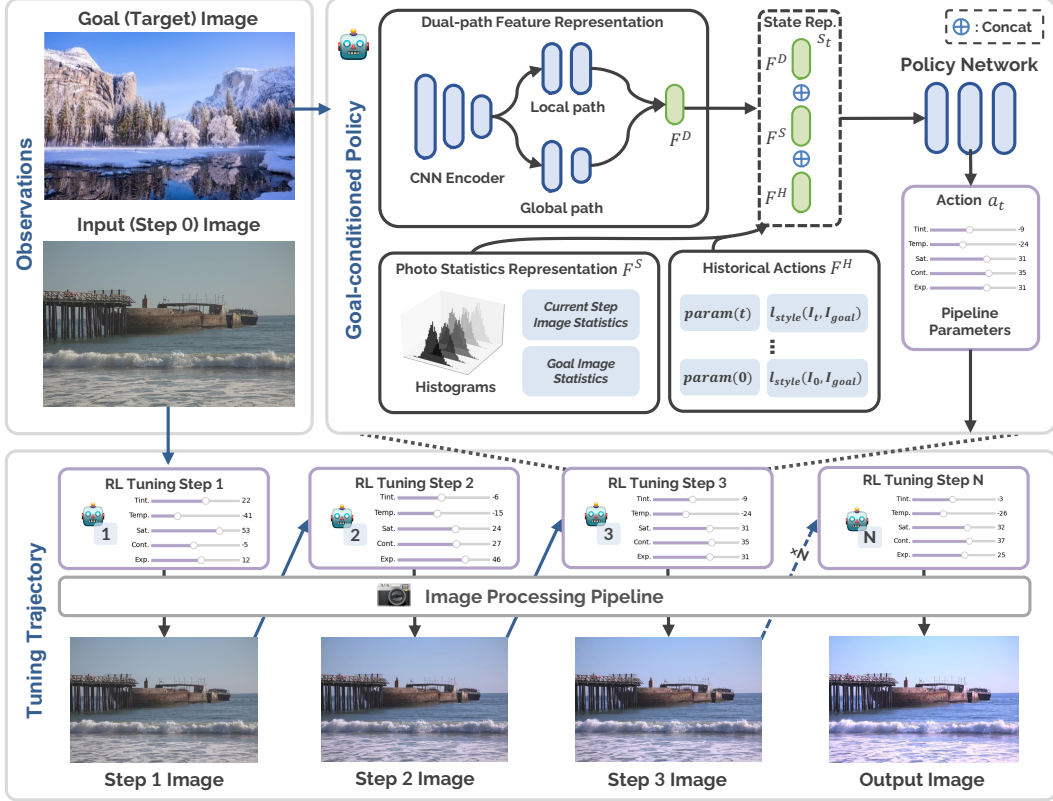 Observations
Goal (Target) Image
Input (Step 0) Image
Goal-conditioned Policy
Dual-path Feature Representation
CNN Encoder
Local path
Global path
F^D
State Rep.
s_t
F^D
⊕
F^S
⊕
F^H
⊕ : Concat
Policy Network
Action a_t
Tint. -9
Temp. -24
Sat. 31
Cont. 35
Exp. 31
Pipeline
Parameters
Photo Statistics Representation F^S
Histograms
Current Step
Image Statistics
Goal Image
Statistics
Historical Actions F^H
param(t) l_style(I_t, I_goal)
⋮
param(0) l_style(I_0, I_goal)
Tuning Trajectory
RL Tuning Step 1
1
Tint. 22
Temp. -41
Sat. 53
Cont. -5
Exp. 12
RL Tuning Step 2
2
Tint. -6
Temp. -15
Sat. 24
Cont. 27
Exp. 46
RL Tuning Step 3
3
Tint. -9
Temp. -24
Sat. 31
Cont. 35
Exp. 31
×N
RL Tuning Step N
N
Tint. -3
Temp. -26
Sat. 32
Cont. 37
Exp. 25
Image Processing Pipeline
Step 1 Image
Step 2 Image
Step 3 Image
Output Image